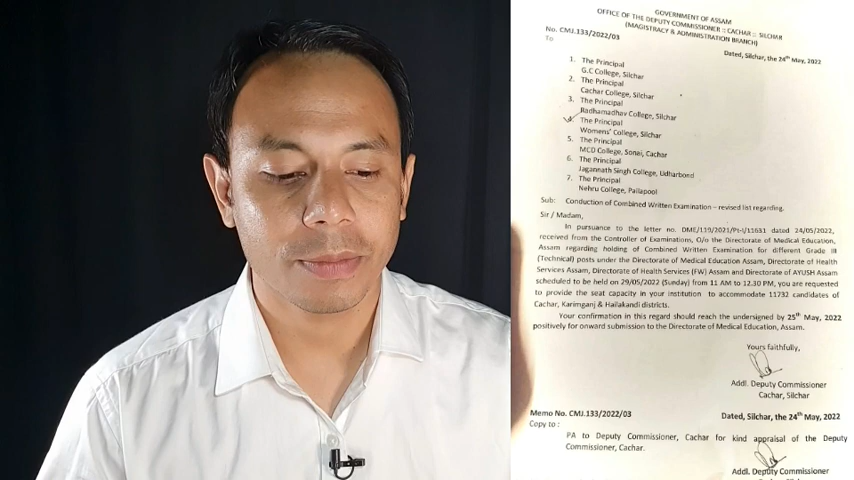 GOVERNMENT OF ASSAM
OFFICE OF THE DEPUTY COMMISSIONER :: CACHAR :: SILCHAR
(MAGISTRACY & ADMINISTRATION BRANCH)
No. CMJ.133/2022/03
Dated, Silchar, the 24th May, 2022
To
1. The Principal
G.C College, Silchar
2. The Principal
Cachar College, Silchar
3. The Principal
Radhamadhav College, Silchar
4. The Principal
Womens' College, Silchar
5. The Principal
MCD College, Sonai, Cachar
6. The Principal
Jagannath Singh College, Udharbond
7. The Principal
Nehru College, Pailapool
Sub: Conduction of Combined Written Examination – revised list regarding.
Sir / Madam,
In pursuance to the letter no. DME/119/2021/Pt-I/11631 dated 24/05/2022,
received from the Controller of Examinations, O/o the Directorate of Medical Education,
Assam regarding holding of Combined Written Examination for different Grade III
(Technical) posts under the Directorate of Medical Education Assam, Directorate of Health
Services Assam, Directorate of Health Services (FW) Assam and Directorate of AYUSH Assam
scheduled to be held on 29/05/2022 (Sunday) from 11 AM to 12.30 PM, you are requested
to provide the seat capacity in your institution to accommodate 11732 candidates of
Cachar, Karimganj & Hailakandi districts.
Your confirmation in this regard should reach the undersigned by 25th May, 2022
positively for onward submission to the Directorate of Medical Education, Assam.
Yours faithfully,
Addl. Deputy Commissioner
Cachar, Silchar
Memo No. CMJ.133/2022/03
Dated, Silchar, the 24th May, 2022
Copy to :
PA to Deputy Commissioner, Cachar for kind appraisal of the Deputy
Commissioner, Cachar.
Addl. Deputy Commissioner